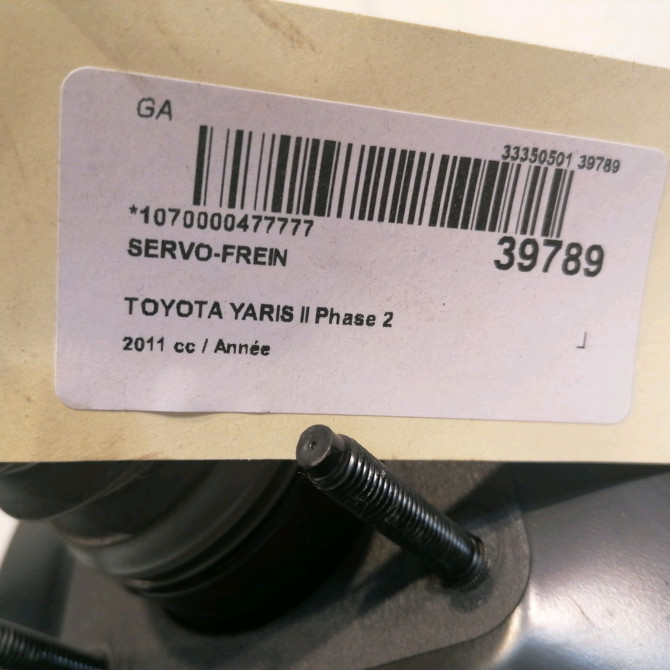 GA
33350501 39789
*1070000477777
39789
SERVO-FREIN
TOYOTA YARIS II Phase 2
2011 cc / Année